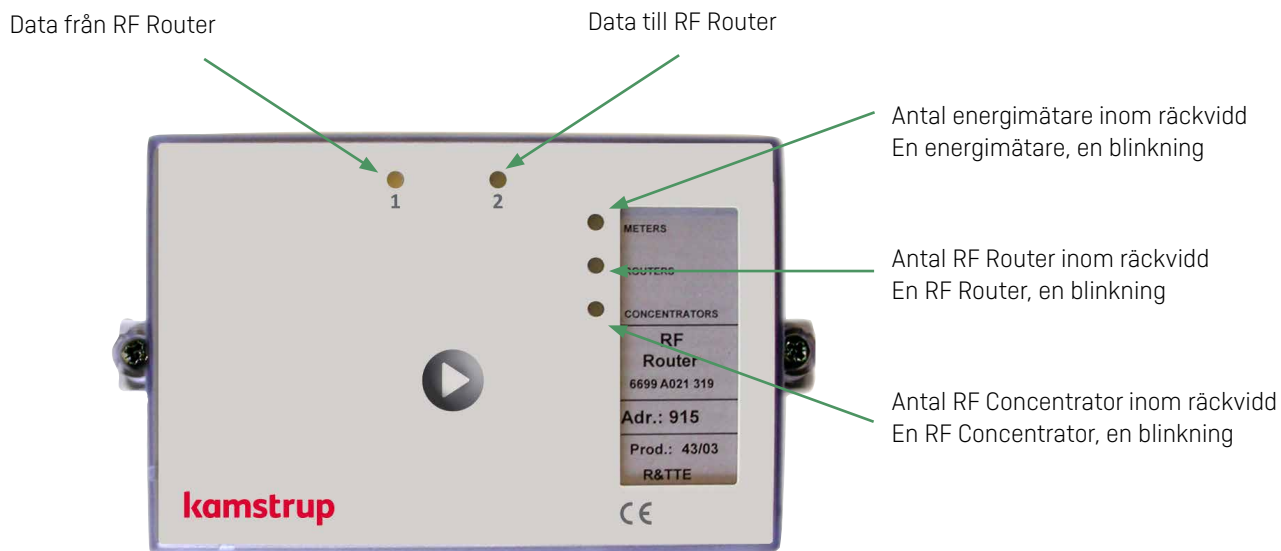 Data från RF Router
Data till RF Router
Antal energimätare inom räckvidd
En energimätare, en blinkning
1
2
METERS
ROUTERS
Antal RF Router inom räckvidd
En RF Router, en blinkning
CONCENTRATORS
RF
Router
6699 A021 319
Adr.: 915
Antal RF Concentrator inom räckvidd
En RF Concentrator, en blinkning
Prod.: 43/03
R&TTE
kamstrup
CE